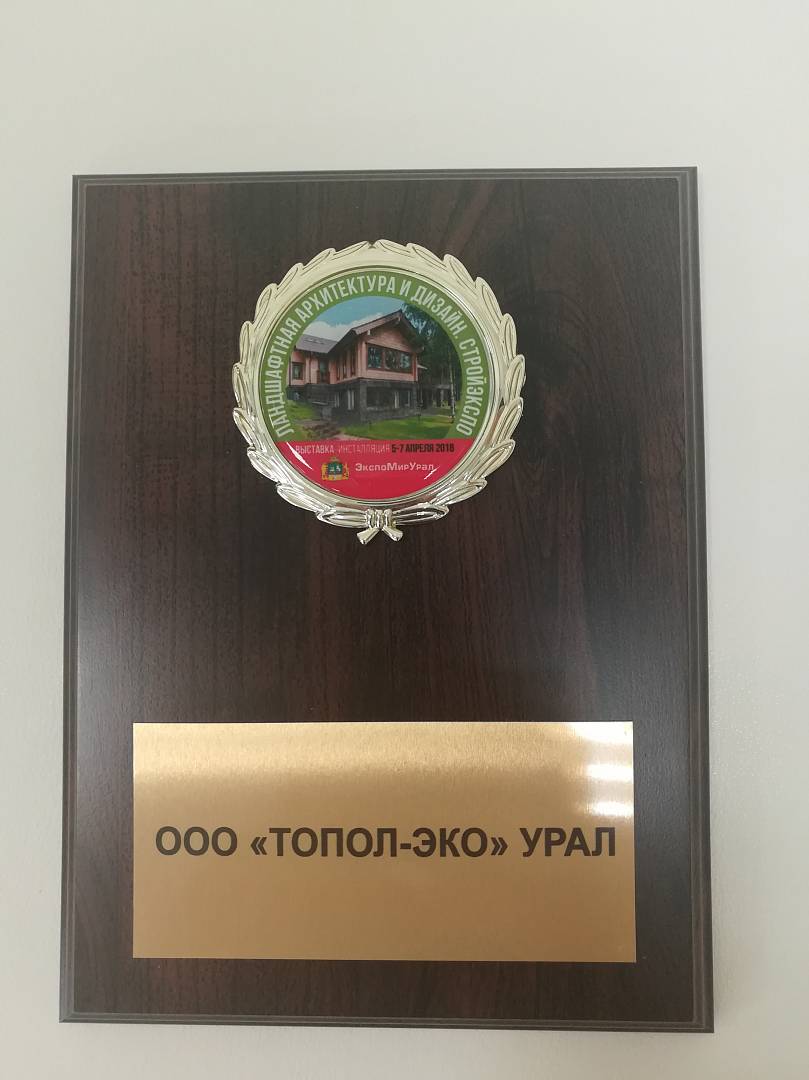 ЛАНДШАФТНАЯ АРХИТЕКТУРА И ДИЗАЙН. СТРОЙЭКСПО
ВЫСТАВКА - ИНСТАЛЛЯЦИЯ 5-7 АПРЕЛЯ 2018
ЭкспоМирУрал
ООО «ТОПОЛ-ЭКО» УРАЛ